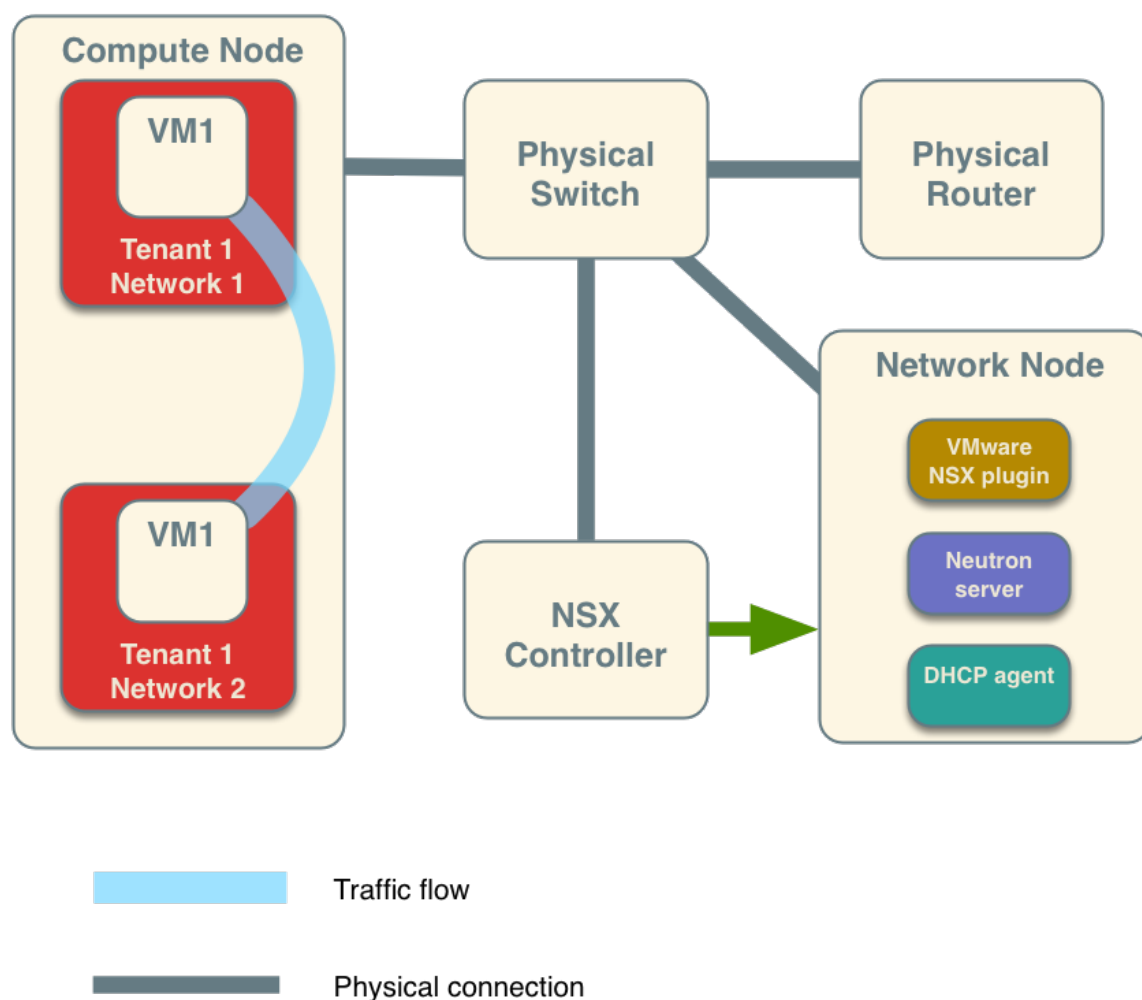 Compute Node
VM1
Tenant 1
Network 1
VM1
Tenant 1
Network 2
Physical
Switch
Physical
Router
NSX
Controller
Network Node
VMware
NSX plugin
Neutron
server
DHCP agent
Traffic flow
Physical connection